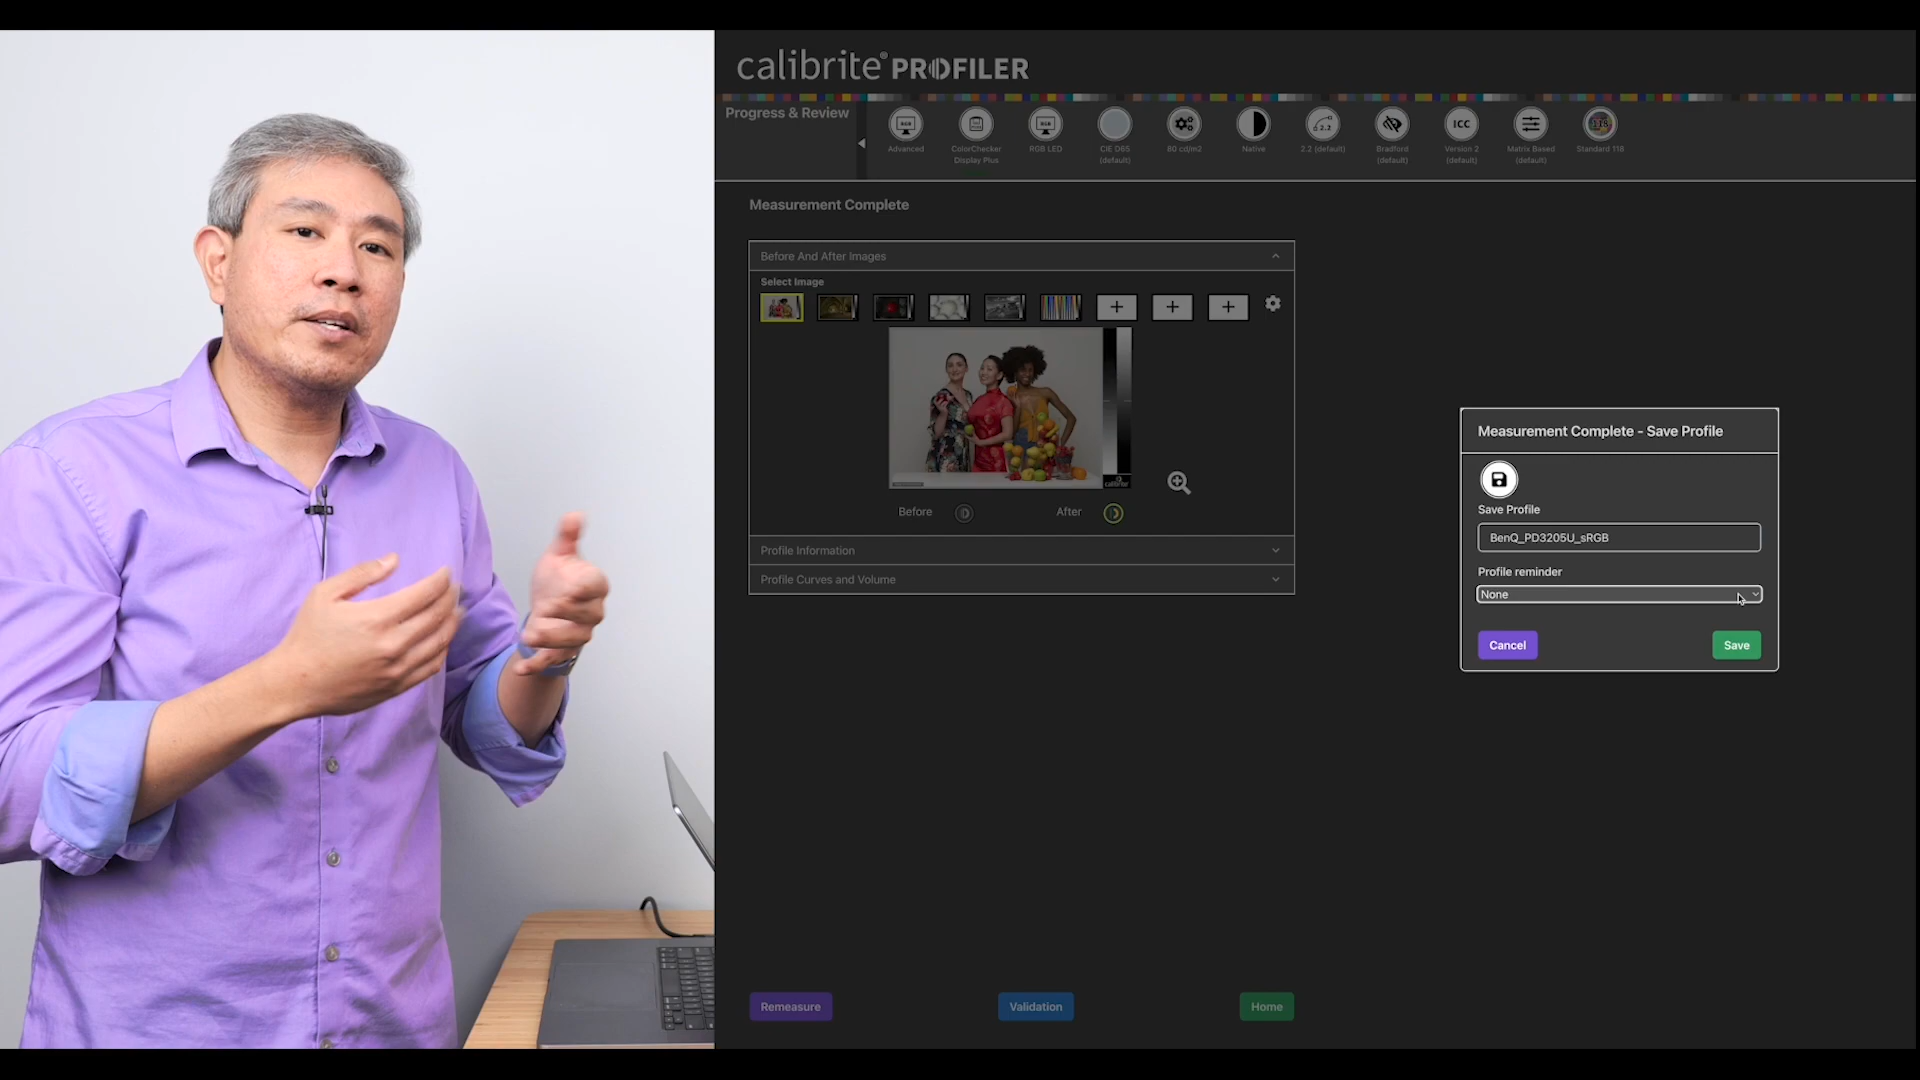 calibrite® PROFILER
Progress & Review
Advanced
ColorChecker
Display Plus
RGB LED
CIE D65
(default)
80 cd/m2
Native
2.2 (default)
Bradford
(default)
ICC
Version 2
(default)
Matrix Based
(default)
Standard 118
Measurement Complete
Before And After Images
Select Image
Before
After
Profile Information
Profile Curves and Volume
Measurement Complete - Save Profile
Save Profile
BenQ_PD3205U_sRGB
Profile reminder
None
Cancel
Save
Remeasure
Validation
Home